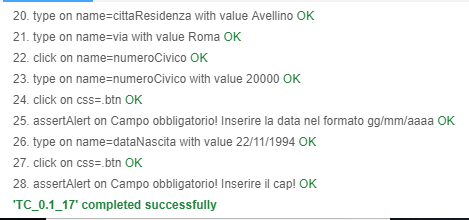 20. type on name=cittaResidenza with value Avellino OK
21. type on name=via with value Roma OK
22. click on name=numeroCivico OK
23. type on name=numeroCivico with value 20000 OK
24. click on css=.btn OK
25. assertAlert on Campo obbligatorio! Inserire la data nel formato gg/mm/aaaa OK
26. type on name=dataNascita with value 22/11/1994 OK
27. click on css=.btn OK
28. assertAlert on Campo obbligatorio! Inserire il cap! OK
'TC_0.1_17' completed successfully